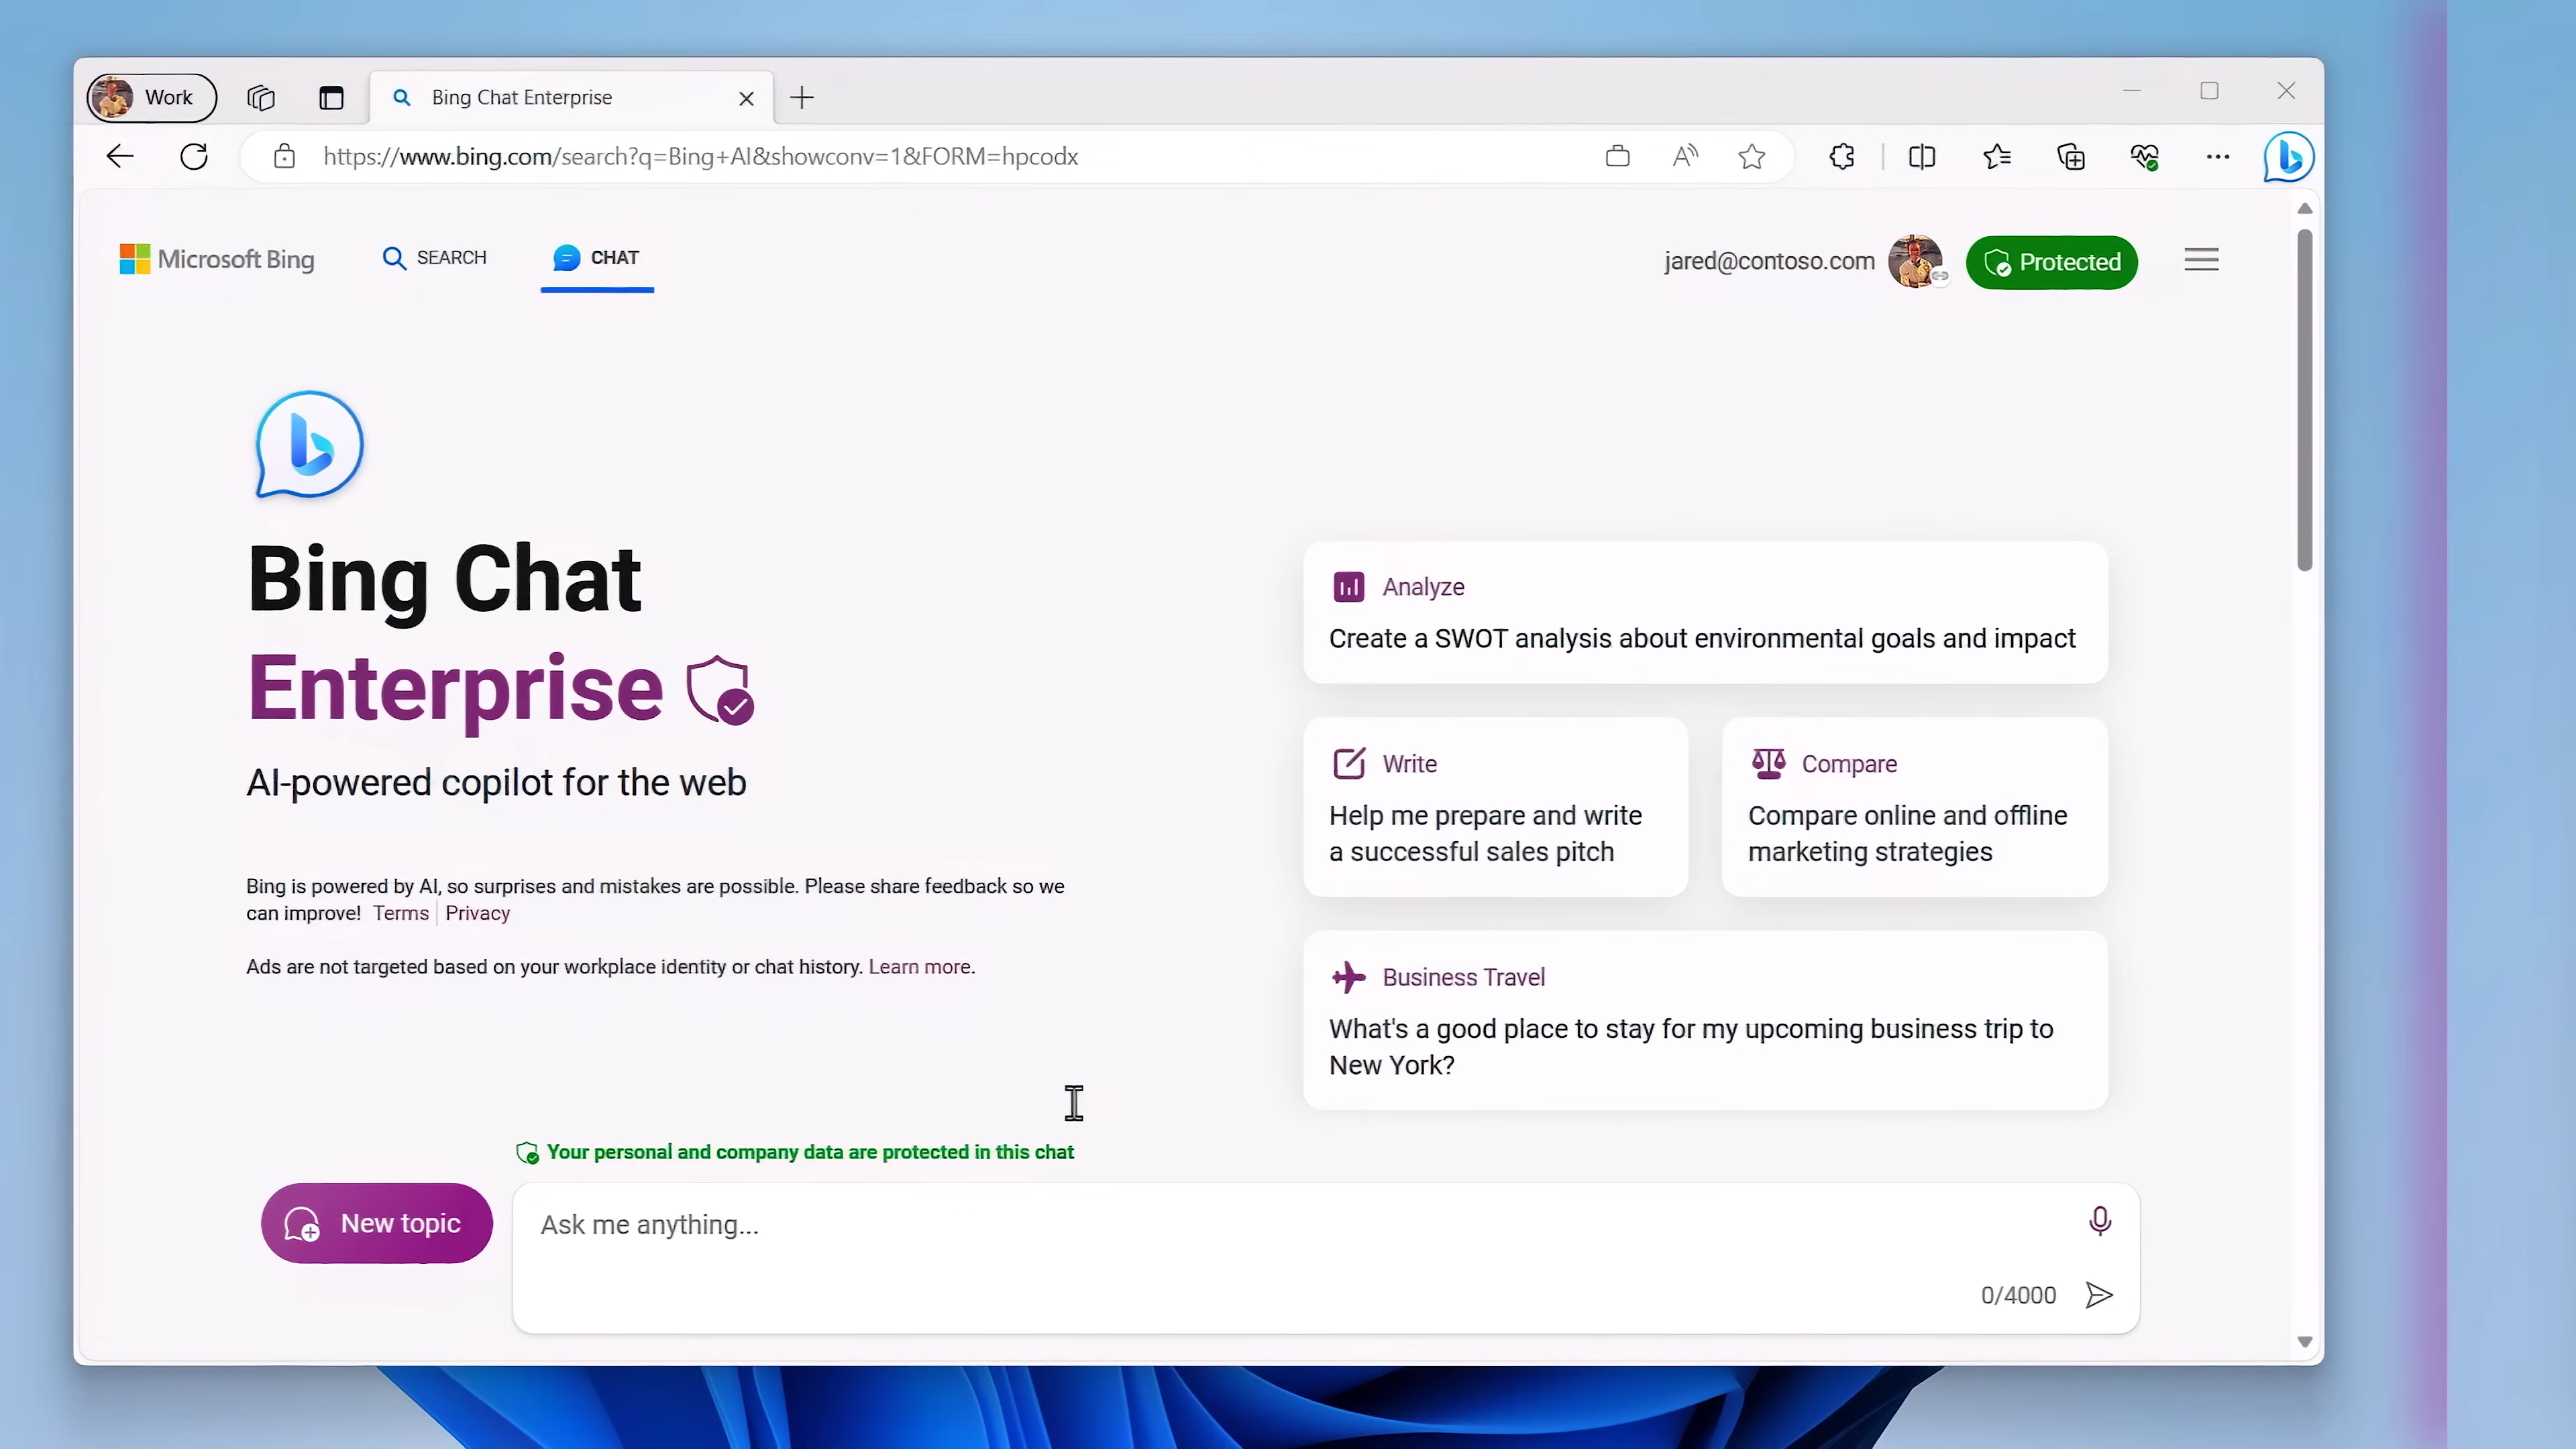 Work
Bing Chat Enterprise
https://www.bing.com/search?q=Bing+AI&showconv=1&FORM=hpcodx
Microsoft Bing
SEARCH
CHAT
jared@contoso.com
Protected
Bing Chat
Enterprise
AI-powered copilot for the web
Bing is powered by AI, so surprises and mistakes are possible. Please share feedback so we
can improve! Terms Privacy
Ads are not targeted based on your workplace identity or chat history. Learn more.
Analyze
Create a SWOT analysis about environmental goals and impact
Write
Help me prepare and write
a successful sales pitch
Compare
Compare online and offline
marketing strategies
Business Travel
What's a good place to stay for my upcoming business trip to
New York?
Your personal and company data are protected in this chat
New topic
Ask me anything...
0/4000